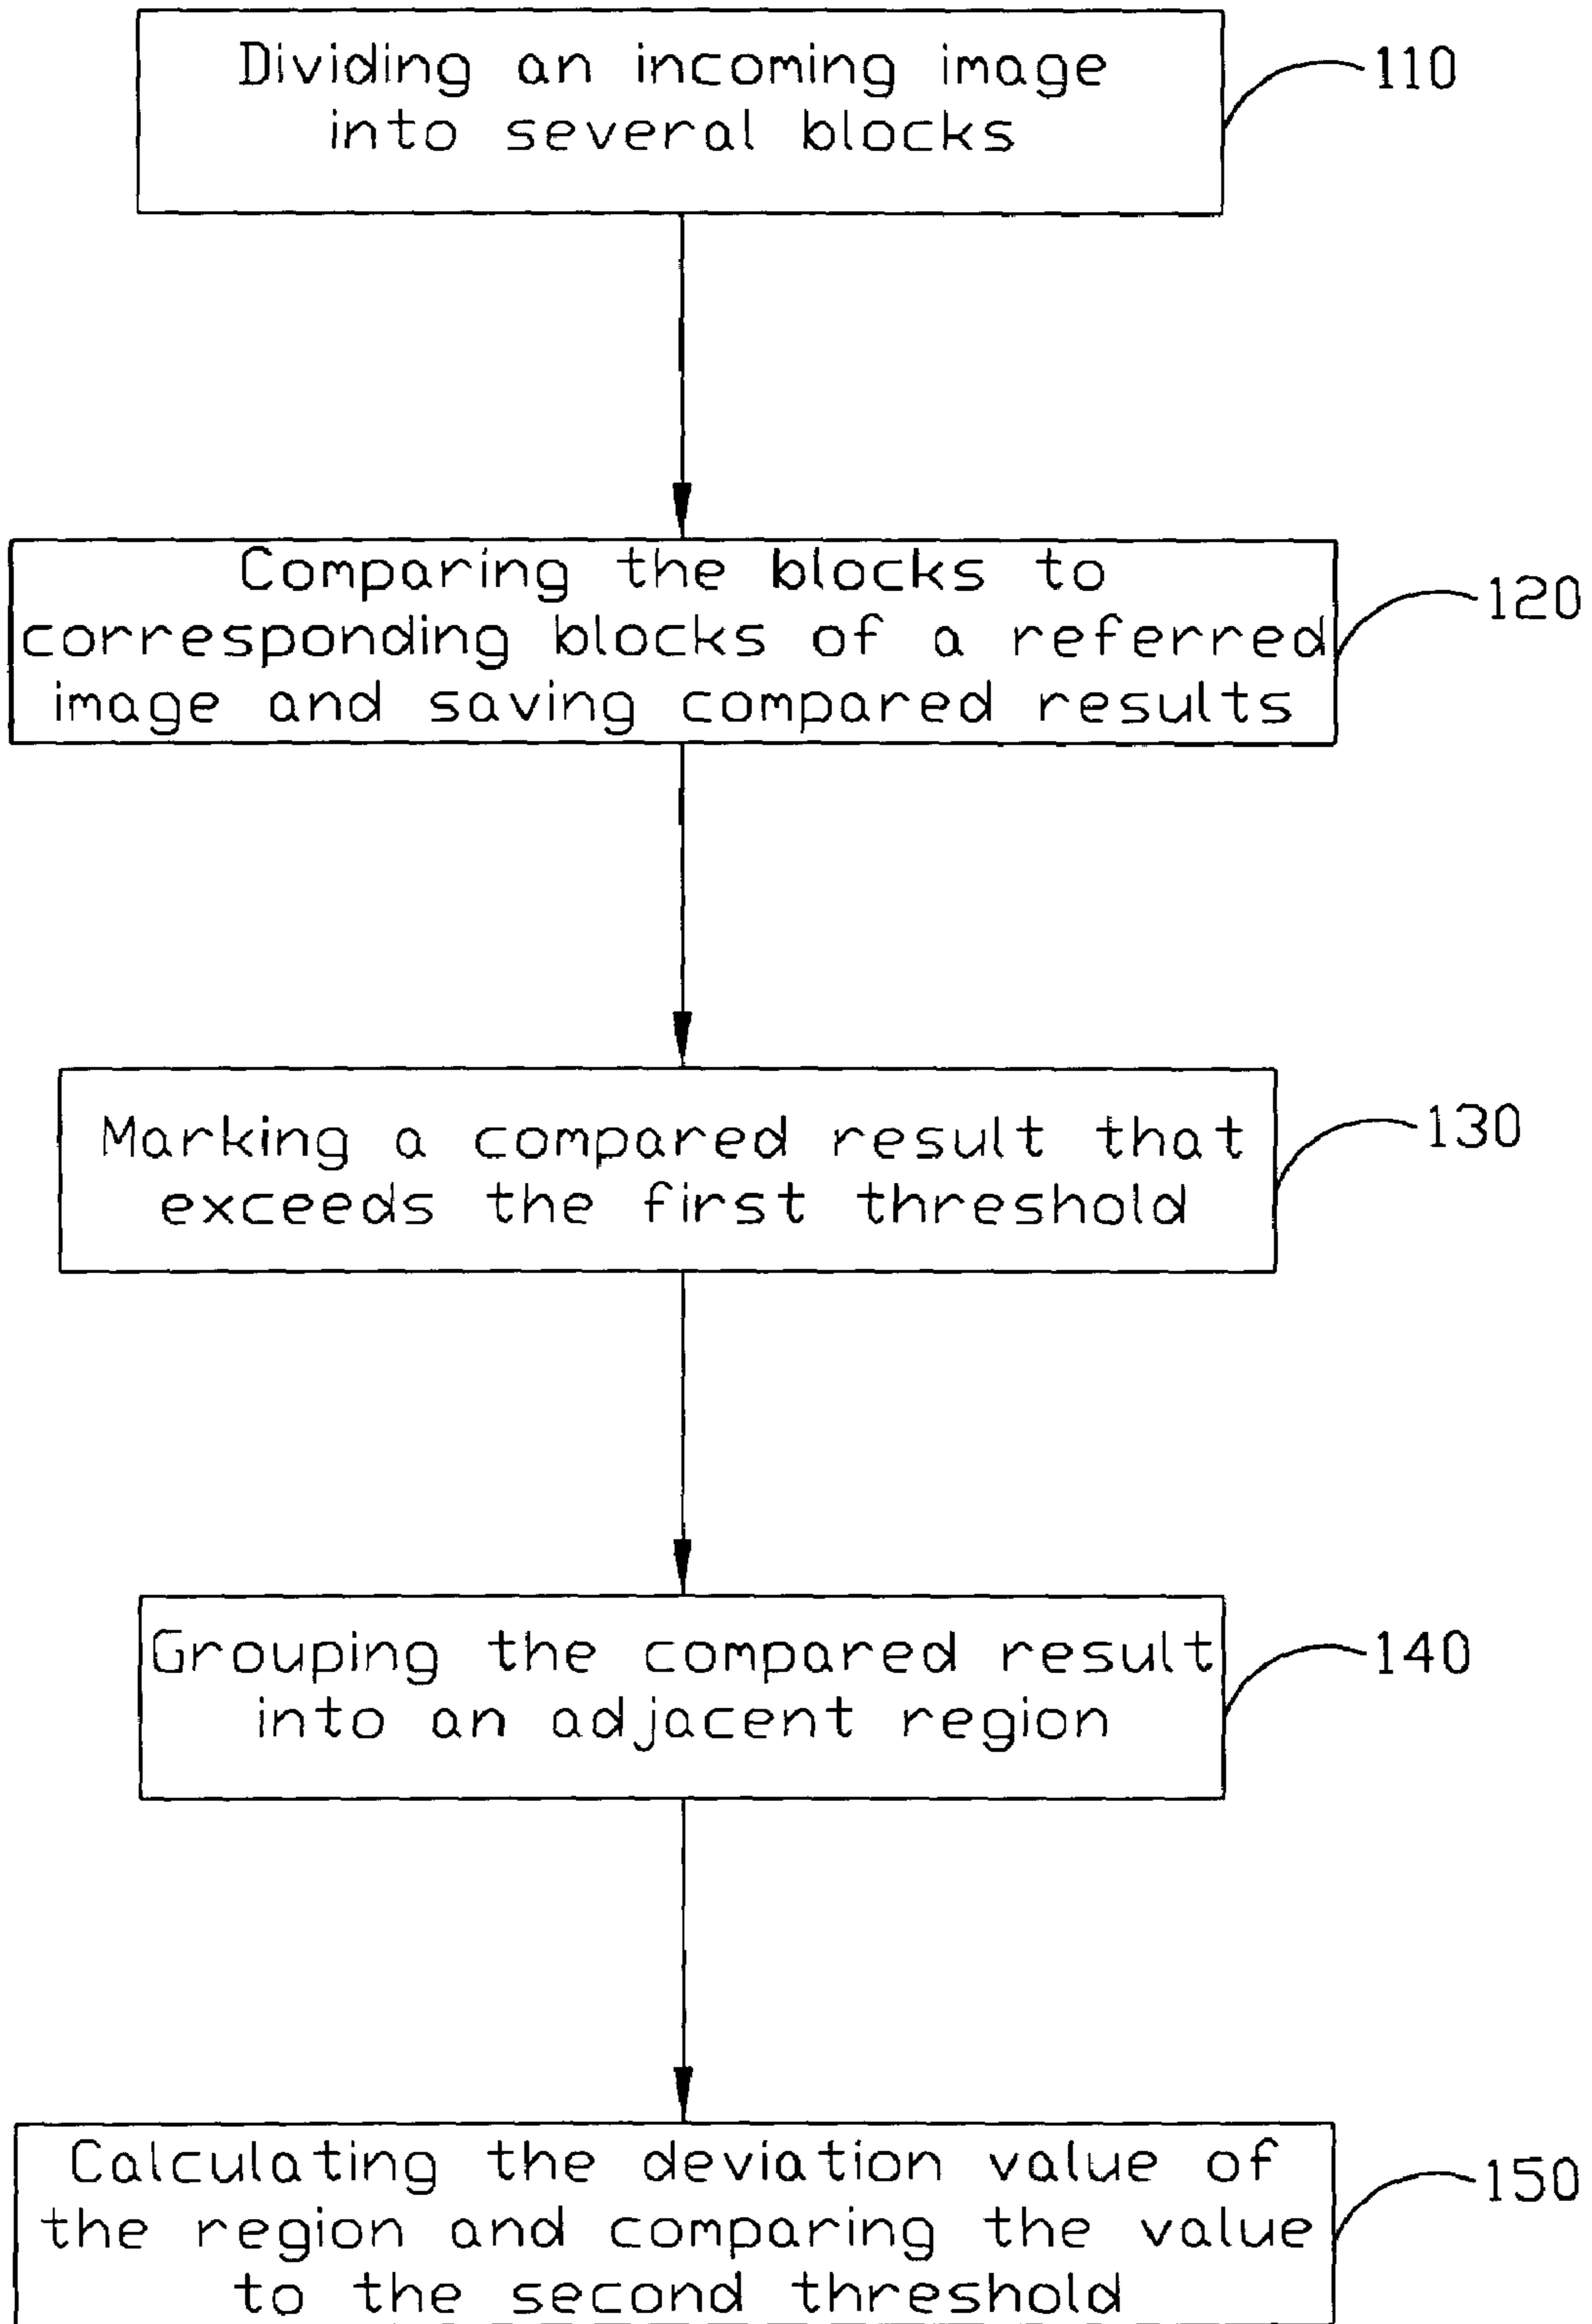 Dividing an incoming image
into several blocks
110
Comparing the blocks to
corresponding blocks of a referred
image and saving compared results
120
Marking a compared result that
exceeds the first threshold
130
Grouping the compared result
into an adjacent region
140
Calculating the deviation value of
the region and comparing the value
to the second threshold
150